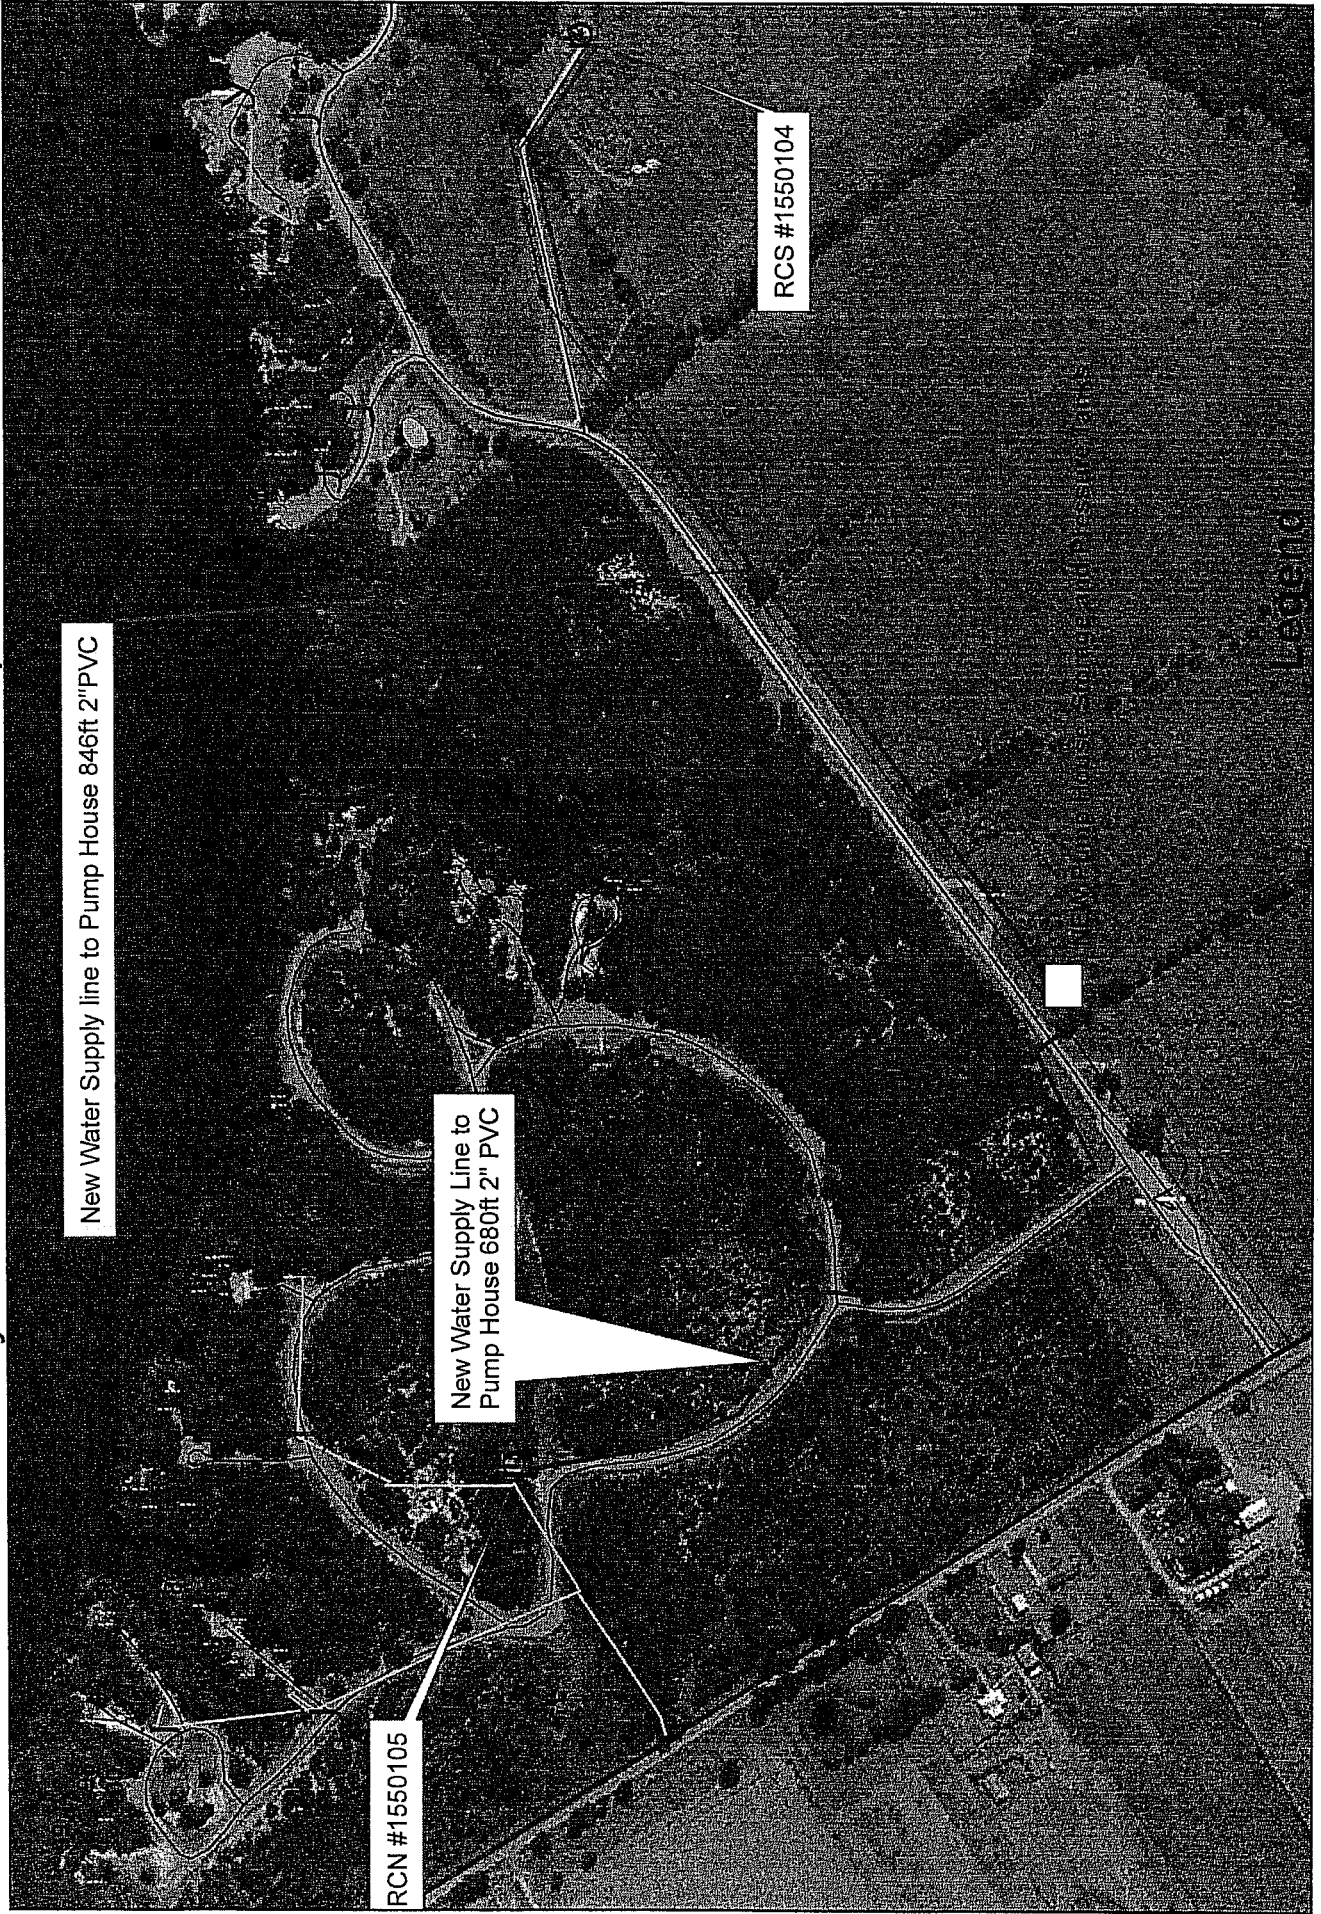 New Water Supply line to Pump House 846ft 2"PVC
New Water Supply Line to
Pump House 680ft 2" PVC
RCN #1550105
RCS #1550104
Legend